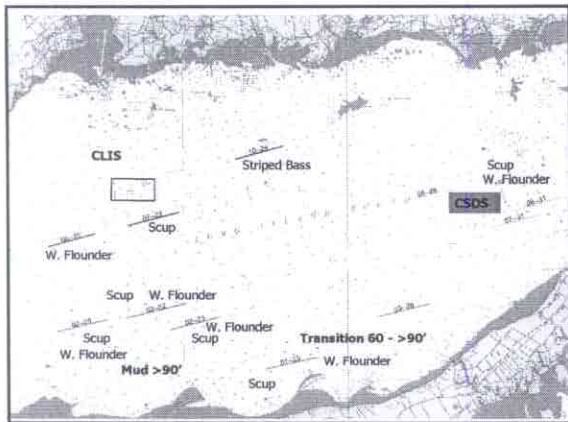 CLIS
Striped Bass
Scup
W. Flounder
CSDS
Scup
W. Flounder
Scup
W. Flounder
W. Flounder
Scup
Scup
W. Flounder
Transition 60 - >90'
Mud >90'
W. Flounder
Scup